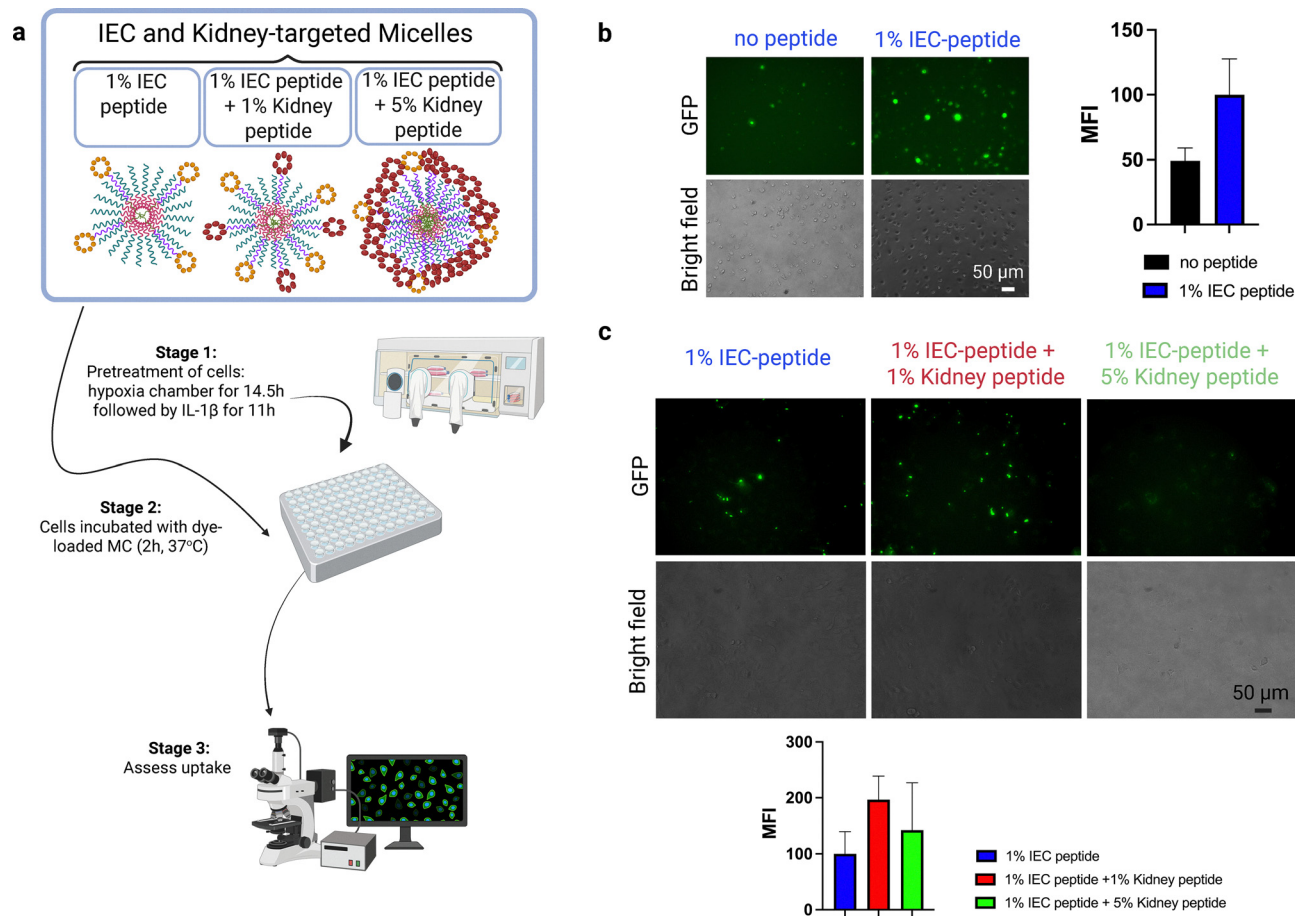 a
IEC and Kidney-targeted Micelles
1% IEC
peptide
1% IEC peptide
+ 1% Kidney
peptide
1% IEC peptide
+ 5% Kidney
peptide
Stage 1:
Pretreatment of cells:
hypoxia chamber for 14.5h
followed by IL-1β for 11h
Stage 2:
Cells incubated with dye-
loaded MC (2h, 37°C)
Stage 3:
Assess uptake
b
no peptide
1% IEC-peptide
GFP
Bright field
50 μm
MFI
150
100
50
0
no peptide
1% IEC peptide
c
1% IEC-peptide
1% IEC-peptide +
1% Kidney peptide
1% IEC-peptide +
5% Kidney peptide
GFP
Bright field
50 μm
MFI
300
200
100
0
1% IEC peptide
1% IEC peptide +1% Kidney peptide
1% IEC peptide + 5% Kidney peptide